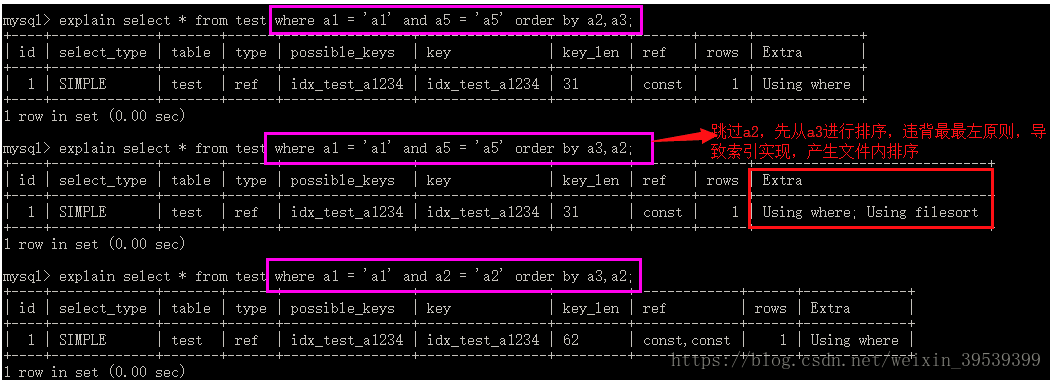 mysql> explain select * from test where a1 = 'a1' and a5 = 'a5' order by a2,a3;
| id | select_type | table | type | possible_keys | key | key_len | ref | rows | Extra |
| 1 | SIMPLE | test | ref | idx_test_a1234 | idx_test_a1234 | 31 | const | 1 | Using where |
1 row in set (0.00 sec)
跳过a2，先从a3进行排序，违背最最左原则，导
致索引实现，产生文件内排序
mysql> explain select * from test where a1 = 'a1' and a5 = 'a5' order by a3,a2;
| id | select_type | table | type | possible_keys | key | key_len | ref | rows | Extra |
| 1 | SIMPLE | test | ref | idx_test_a1234 | idx_test_a1234 | 31 | const | 1 | Using where; Using filesort |
1 row in set (0.00 sec)
mysql> explain select * from test where a1 = 'a1' and a2 = 'a2' order by a3,a2;
| id | select_type | table | type | possible_keys | key | key_len | ref | rows | Extra |
| 1 | SIMPLE | test | ref | idx_test_a1234 | idx_test_a1234 | 62 | const,const | 1 | Using where |
https://blog.csdn.net/weixin_39539399
1 row in set (0.00 sec)